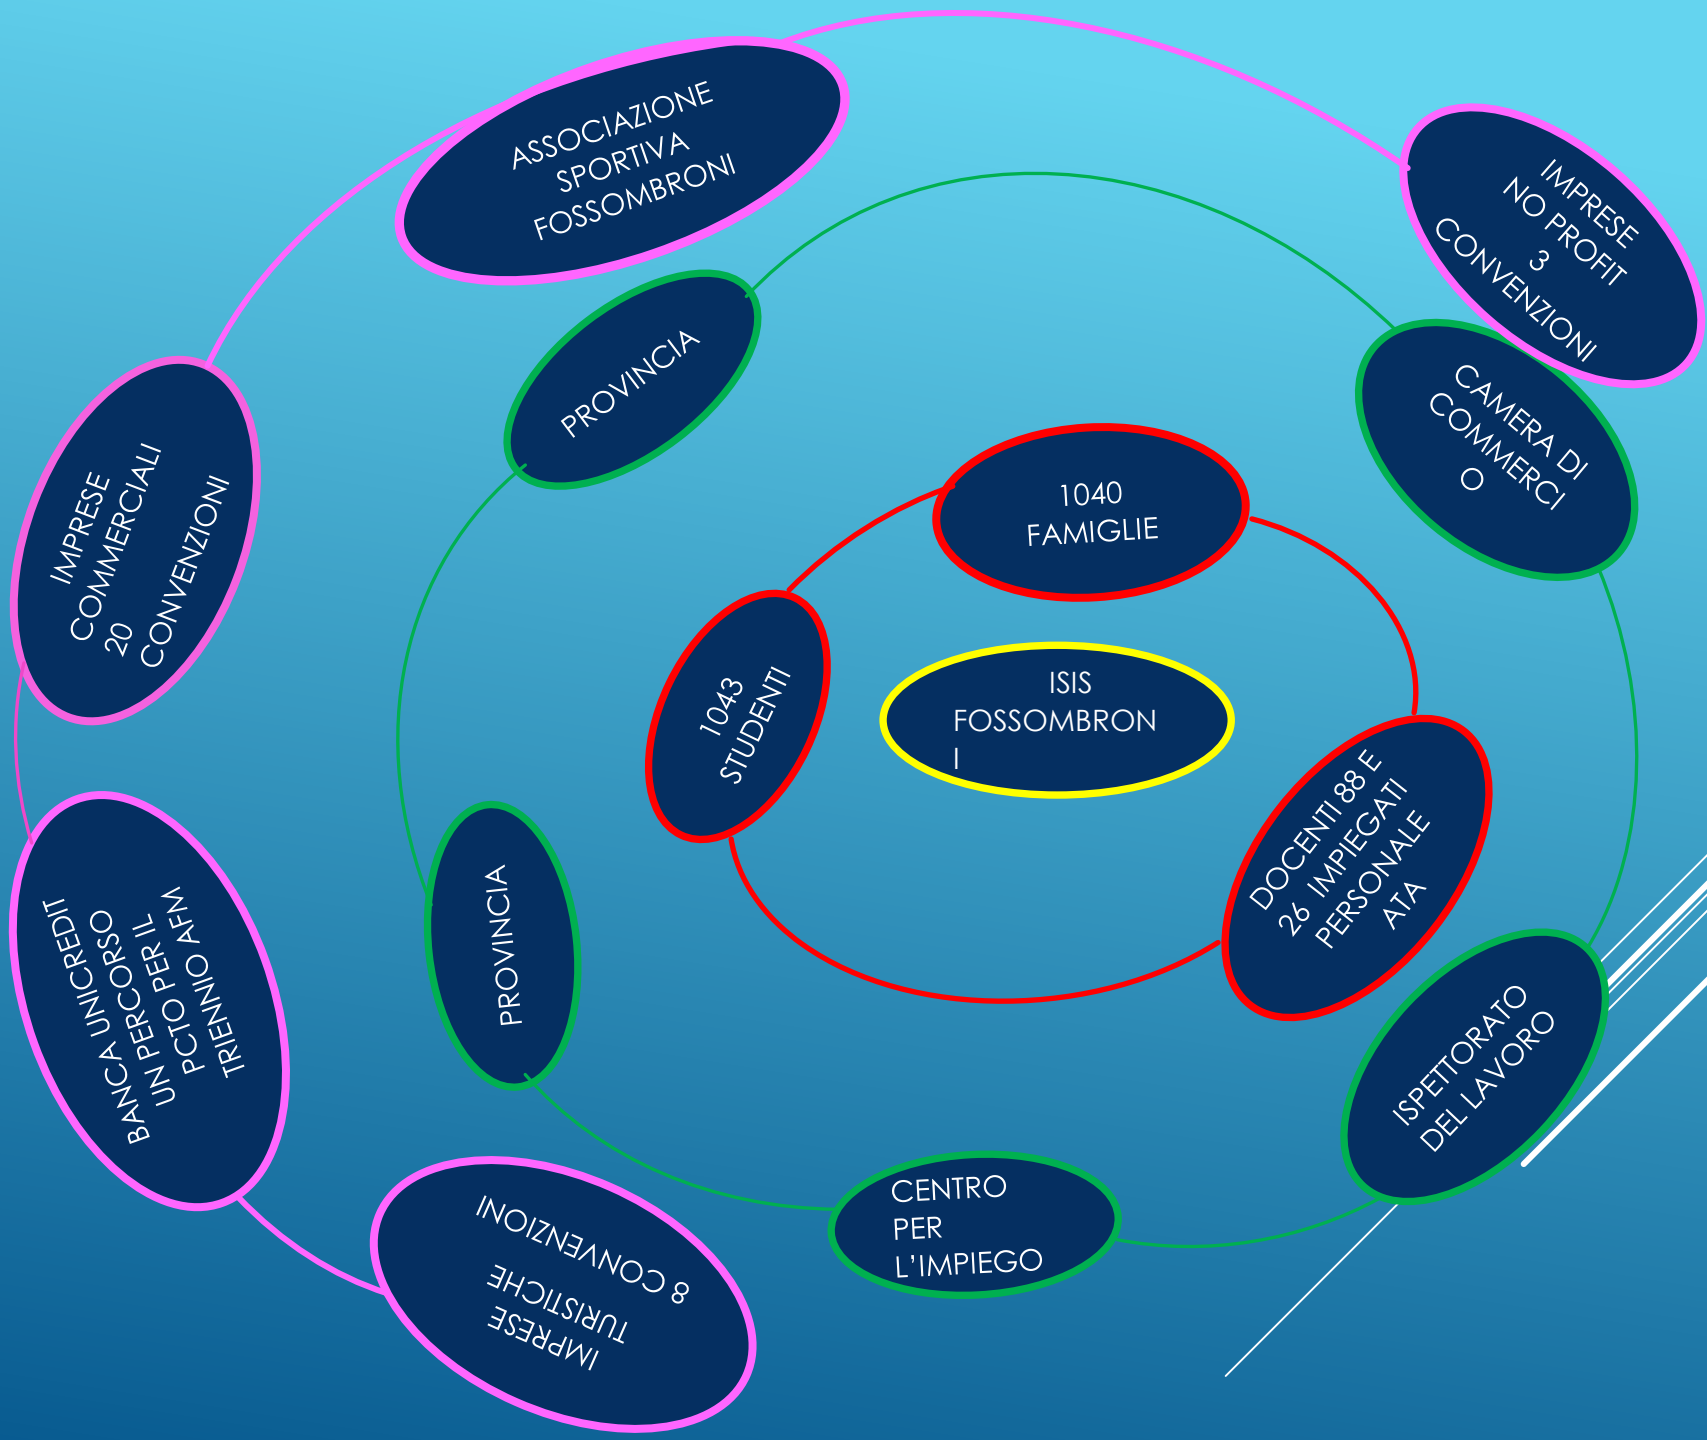 ASSOCIAZIONE
SPORTIVA
FOSSOMBRONI
IMPRESE
NO PROFIT
3
CONVENZIONI
PROVINCIA
CAMERA DI
COMMERCI
O
IMPRESE
COMMERCIALI
20
CONVENZIONI
1040
FAMIGLIE
1043
STUDENTI
ISIS
FOSSOMBRON
I
DOCENTI 88 E
26 IMPIEGATI
PERSONALE
ATA
BANCA UNICREDIT
UN PERCORSO
PCTO PER IL
TRIENNIO AFM
PROVINCIA
ISPETTORATO
DEL LAVORO
CENTRO
PER
L'IMPIEGO
IMPRESE
TURISTICHE
8 CONVENZIONI